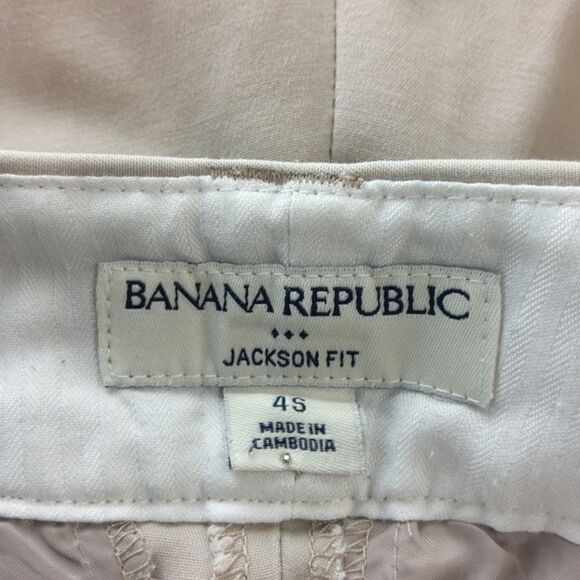 BANANA REPUBLIC
JACKSON FIT
4S
MADE IN
CAMBODIA